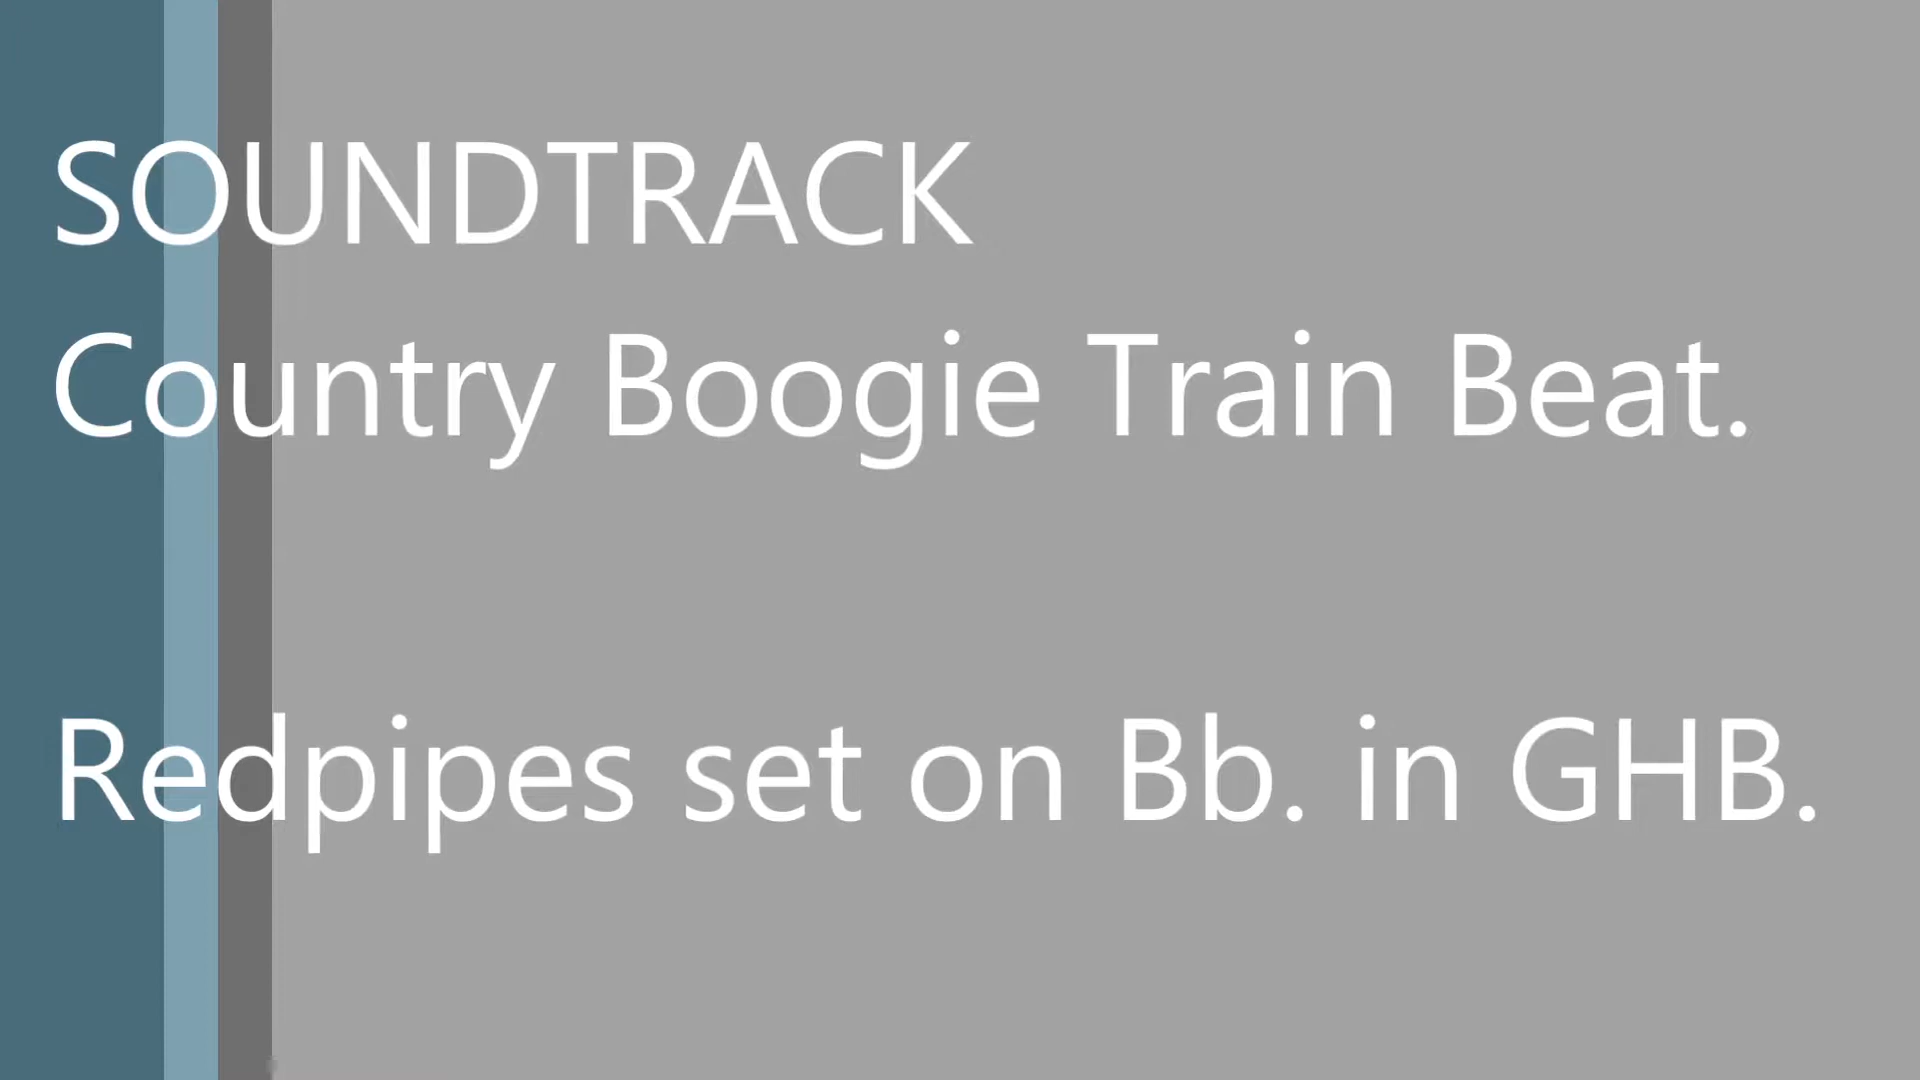 SOUNDTRACK
Country Boogie Train Beat.
Redpipes set on Bb. in GHB.